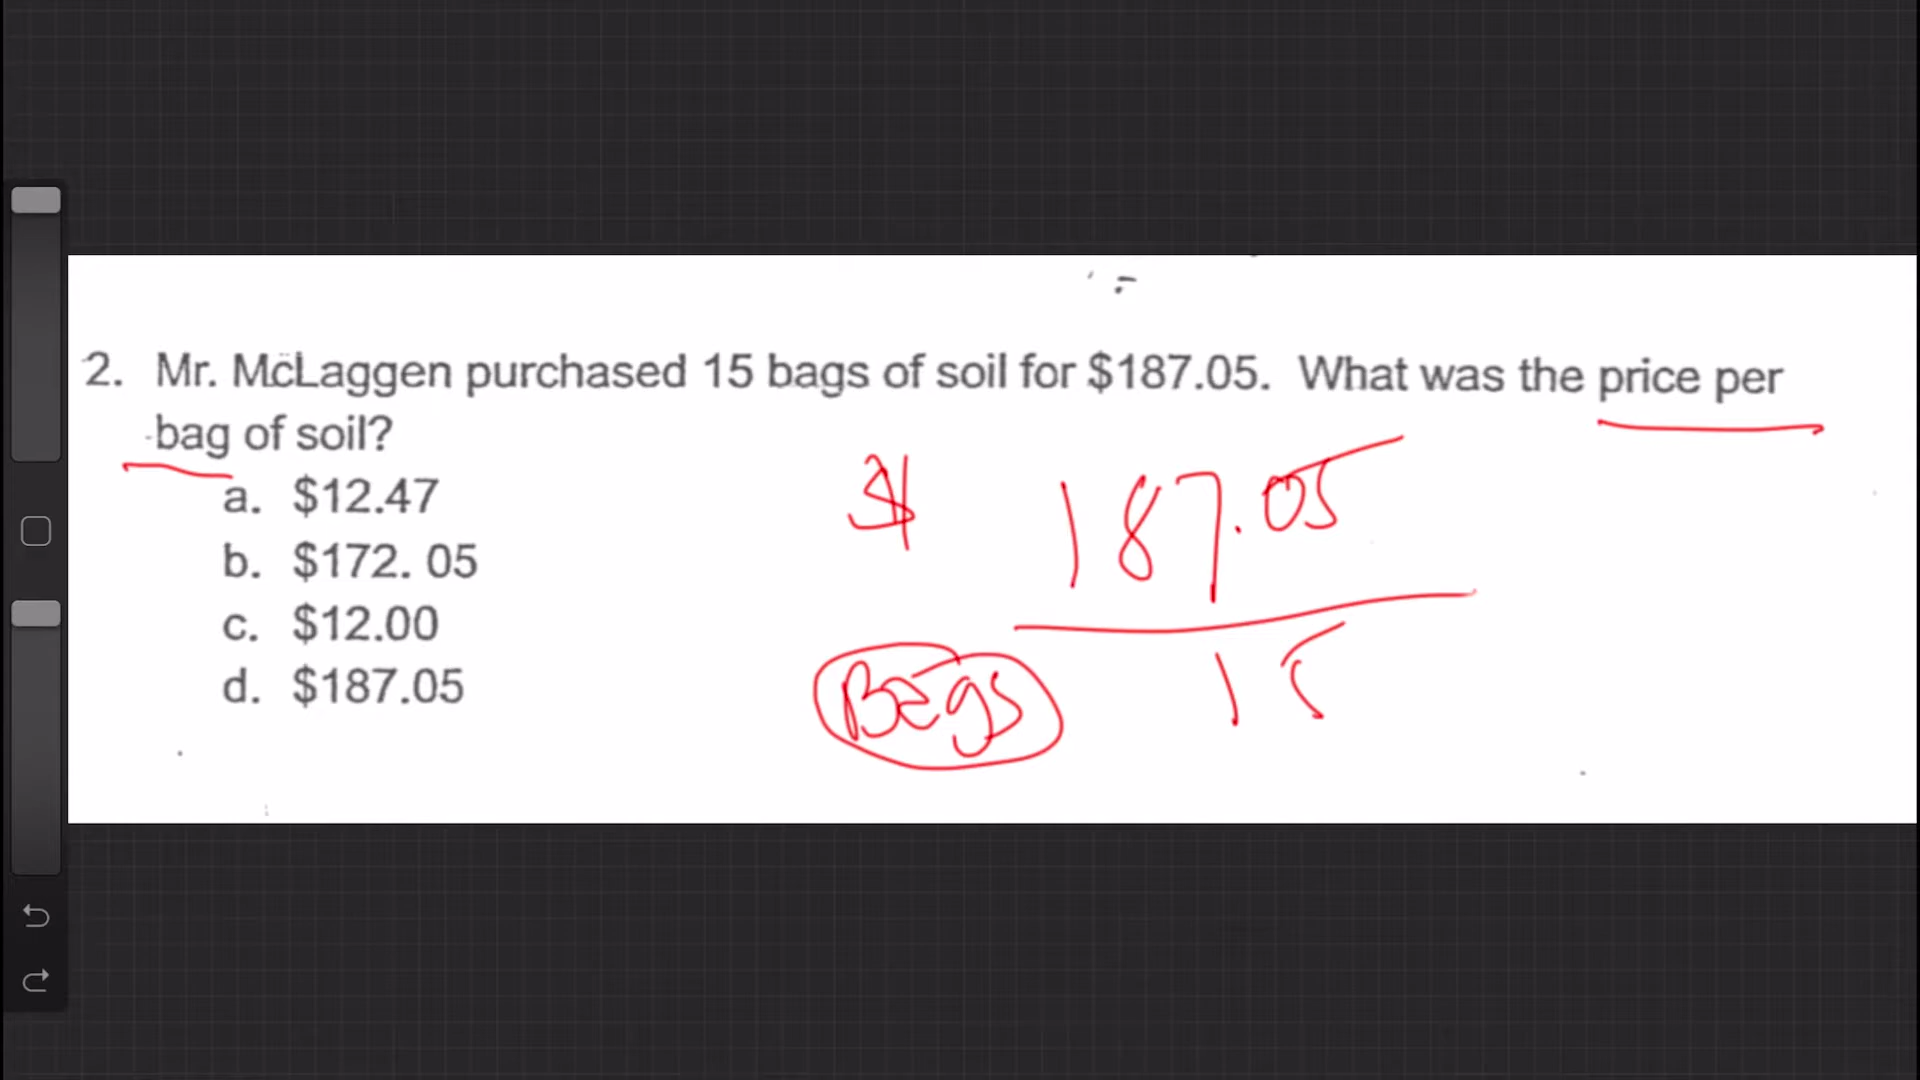 2. Mr. McLaggen purchased 15 bags of soil for $187.05. What was the price per
bag of soil?
a. $12.47
b. $172. 05
c. $12.00
d. $187.05
$ 187.05
Bags 15